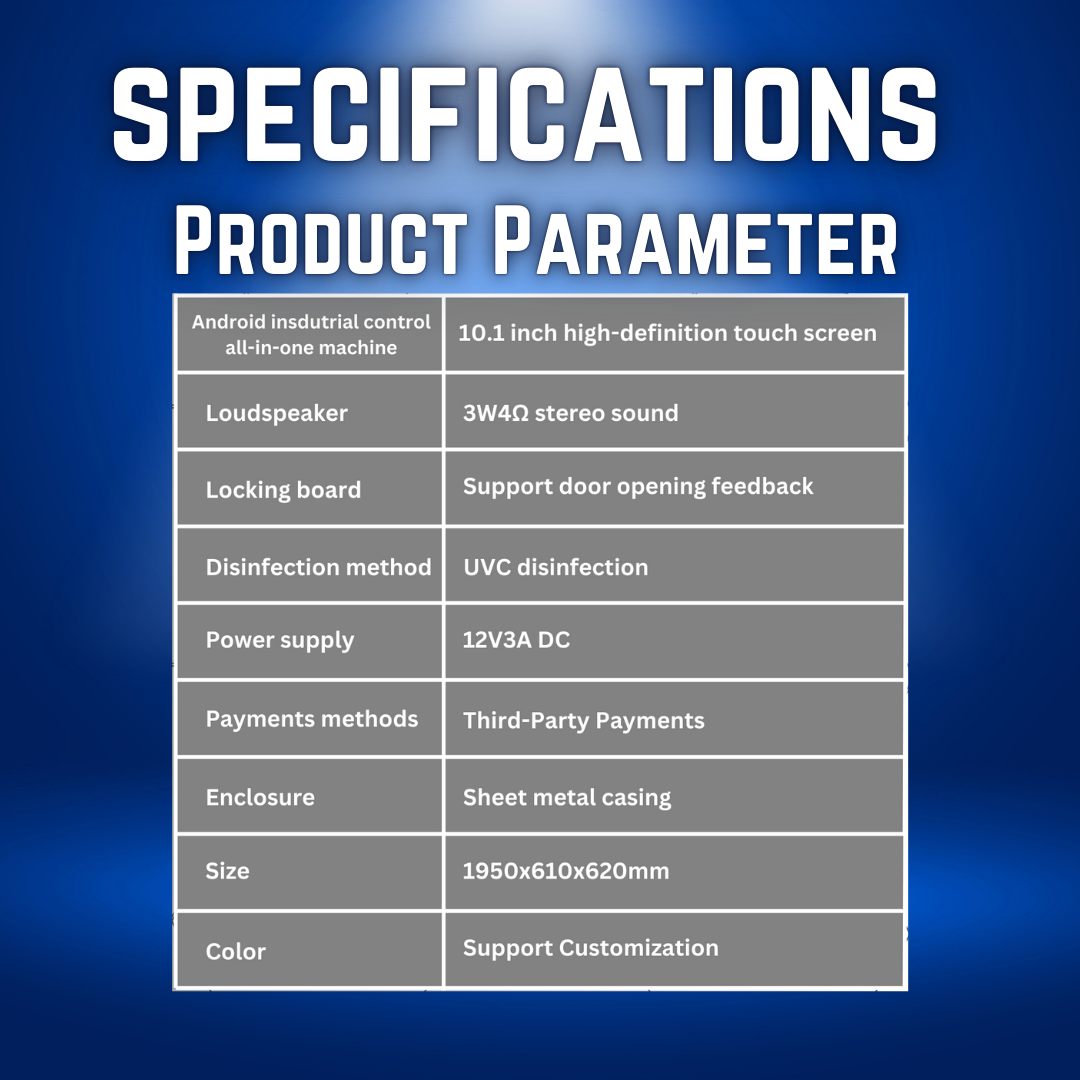 SPECIFICATIONS
PRODUCT PARAMETER
Android insdutrial control
all-in-one machine
10.1 inch high-definition touch screen
Loudspeaker
3W4Ω stereo sound
Locking board
Support door opening feedback
Disinfection method
UVC disinfection
Power supply
12V3A DC
Payments methods
Third-Party Payments
Enclosure
Sheet metal casing
Size
1950x610x620mm
Color
Support Customization